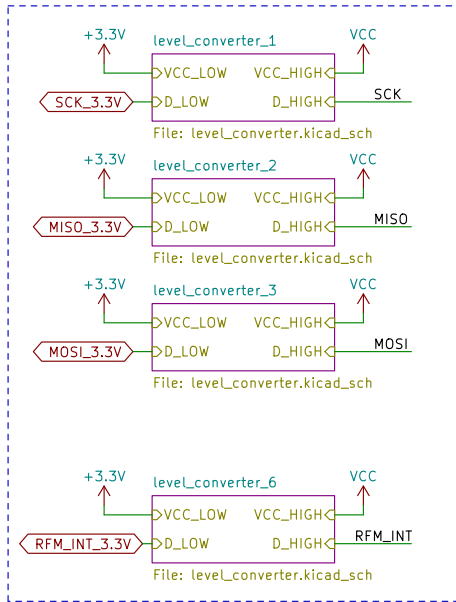 level_converter_1
+3.3V VCC
VCC_LOW VCC_HIGH
SCK_3.3V D_LOW D_HIGH SCK
File: level_converter.kicad_sch
level_converter_2
+3.3V VCC
VCC_LOW VCC_HIGH
MISO_3.3V D_LOW D_HIGH MISO
File: level_converter.kicad_sch
level_converter_3
+3.3V VCC
VCC_LOW VCC_HIGH
MOSI_3.3V D_LOW D_HIGH MOSI
File: level_converter.kicad_sch
level_converter_6
+3.3V VCC
VCC_LOW VCC_HIGH
RFM_INT_3.3V D_LOW D_HIGH RFM_INT
File: level_converter.kicad_sch